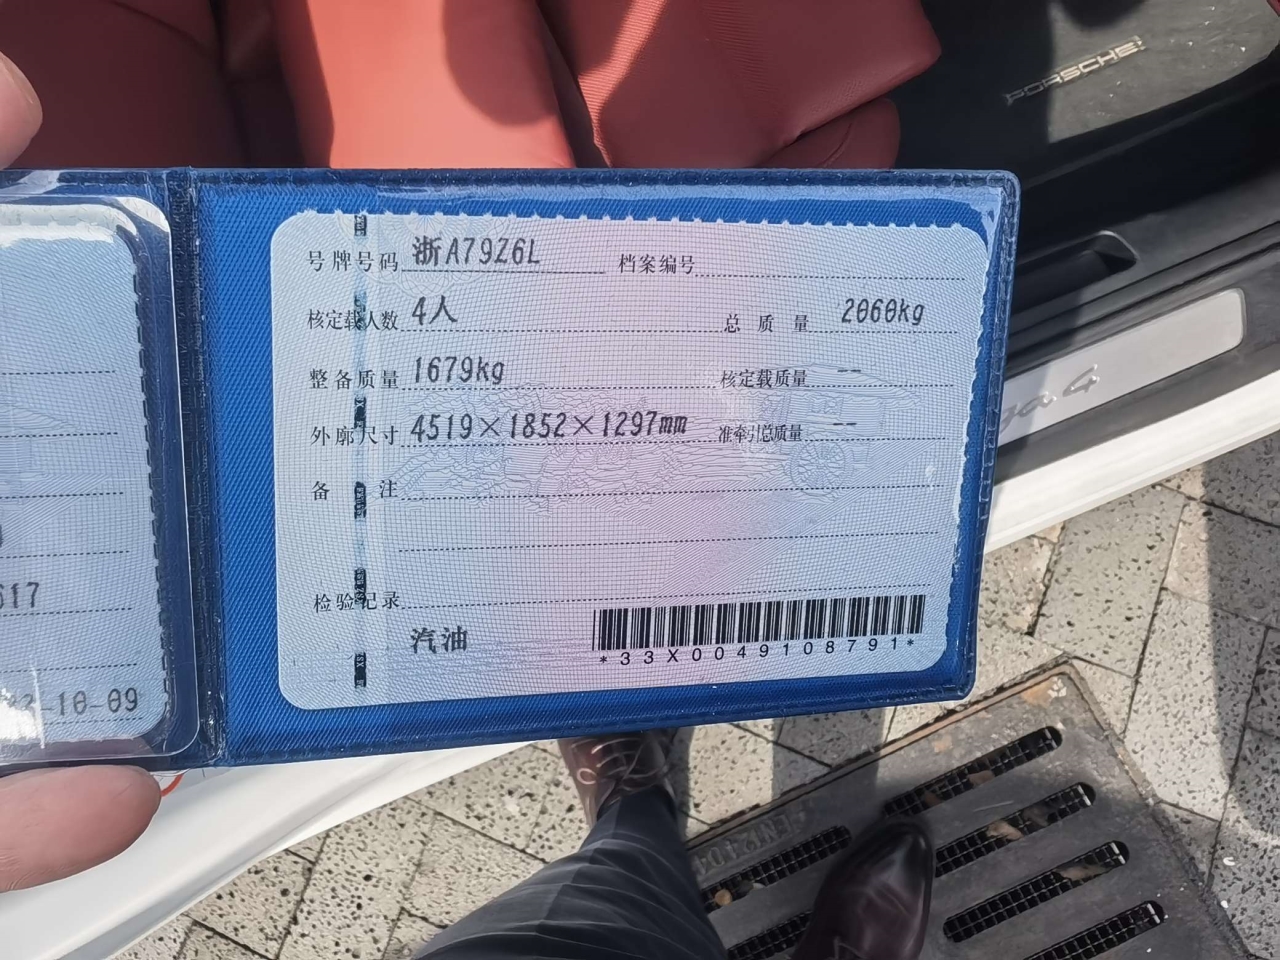 PORSCHE
号牌号码 浙A79Z6L 档案编号
核定载人数 4人 总质量 2060kg
整备质量 1679kg 核定载质量 --
外廓尺寸 4519×1852×1297mm 准牵引总质量 --
备注
检验记录
汽油
*33X0049108791*
617
-10-09
EN124